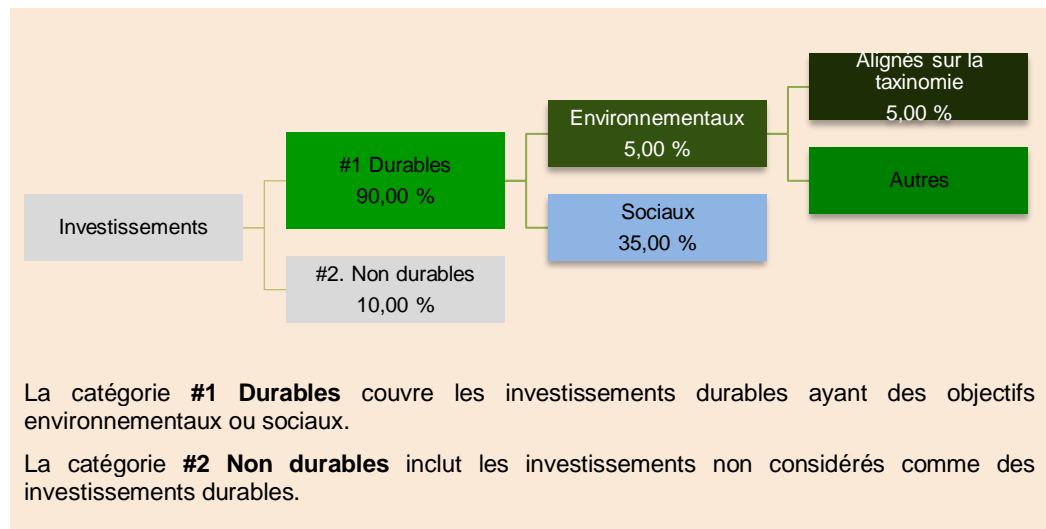 Alignés sur la
taxinomie
5,00 %
Environnementaux
5,00 %
#1 Durables
90,00 %
Autres
Sociaux
35,00 %
Investissements
#2. Non durables
10,00 %
La catégorie #1 Durables couvre les investissements durables ayant des objectifs
environnementaux ou sociaux.
La catégorie #2 Non durables inclut les investissements non considérés comme des
investissements durables.